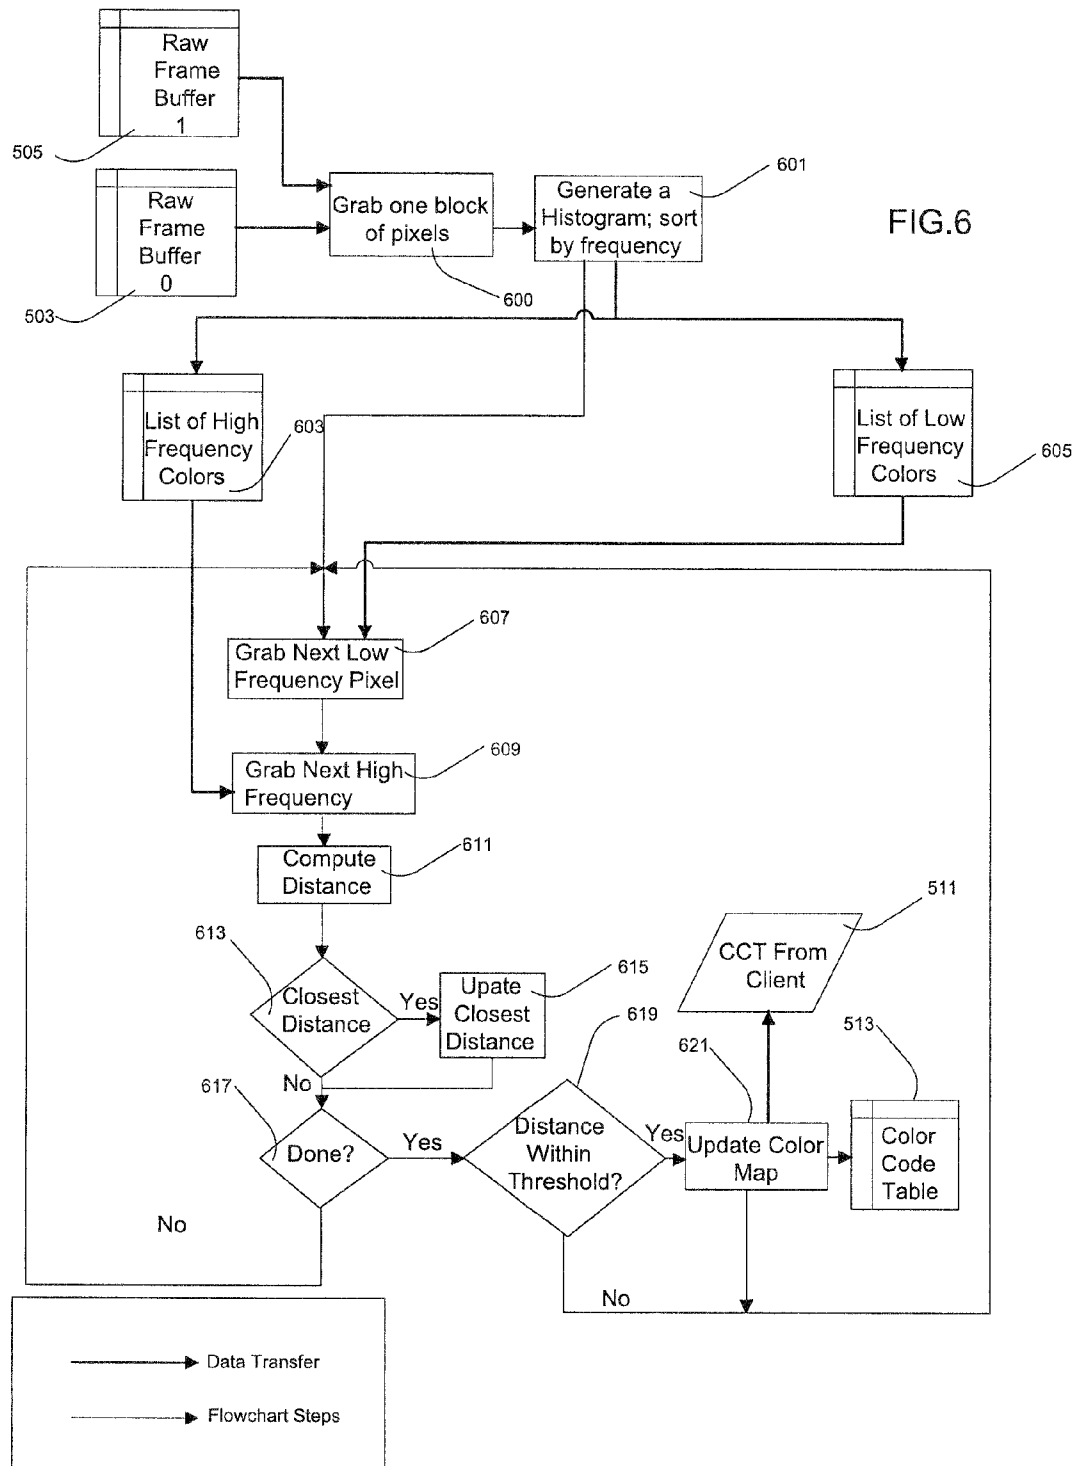 Raw
Frame
Buffer
1
505
Raw
Frame
Buffer
0
503
Grab one block
of pixels
600
Generate a
Histogram; sort
by frequency
601
FIG.6
List of High
Frequency
Colors
603
List of Low
Frequency
Colors
605
Grab Next Low
Frequency Pixel
607
Grab Next High
Frequency
609
Compute
Distance
611
613
Closest
Distance
Yes
Upate
Closest
Distance
615
No
617
Done?
Yes
No
619
Distance
Within
Threshold?
Yes
No
621
Update Color
Map
CCT From
Client
511
513
Color
Code
Table
Data Transfer
Flowchart Steps